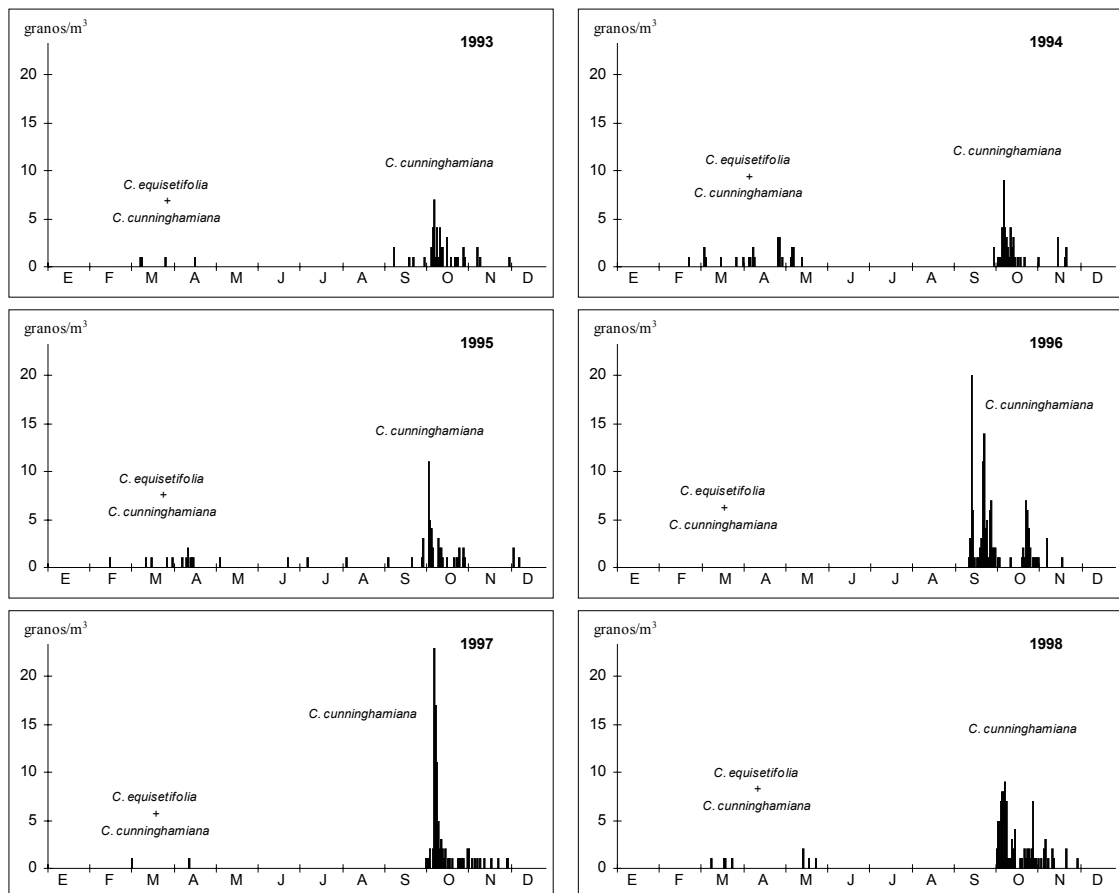 granos/m³
1993
20
15
10
5
0
C. cunninghamiana
C. equisetifolia
+
C. cunninghamiana
E F M A M J J A S O N D
granos/m³
1994
20
15
10
5
0
C. cunninghamiana
C. equisetifolia
+
C. cunninghamiana
E F M A M J J A S O N D
granos/m³
1995
20
15
10
5
0
C. cunninghamiana
C. equisetifolia
+
C. cunninghamiana
E F M A M J J A S O N D
granos/m³
1996
20
15
10
5
0
C. cunninghamiana
C. equisetifolia
+
C. cunninghamiana
E F M A M J J A S O N D
granos/m³
1997
20
15
10
5
0
C. cunninghamiana
C. equisetifolia
+
C. cunninghamiana
E F M A M J J A S O N D
granos/m³
1998
20
15
10
5
0
C. cunninghamiana
C. equisetifolia
+
C. cunninghamiana
E F M A M J J A S O N D